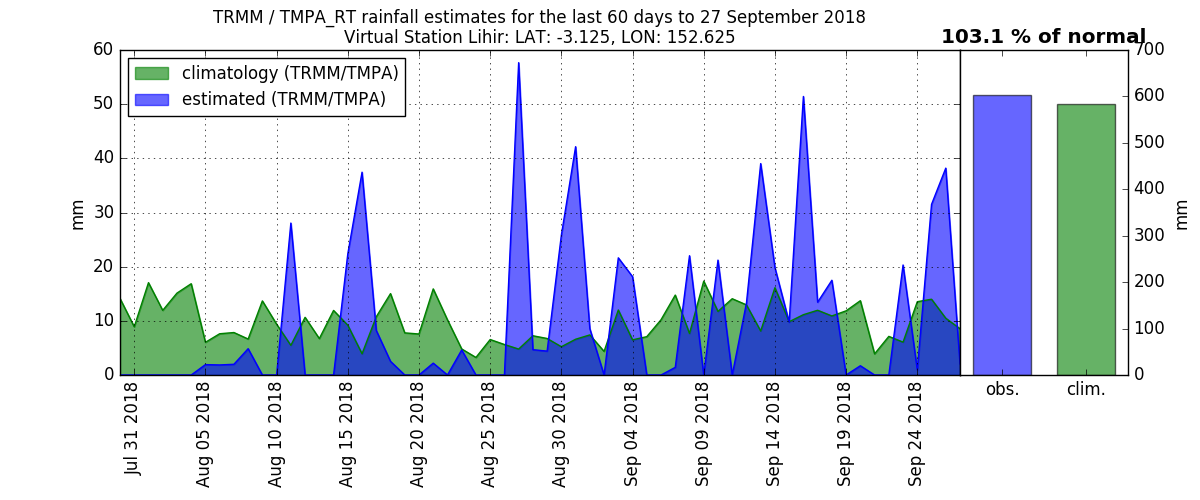 TRMM / TMPA_RT rainfall estimates for the last 60 days to 27 September 2018
Virtual Station Lihir: LAT: -3.125, LON: 152.625
103.1 % of normal
climatology (TRMM/TMPA)
estimated (TRMM/TMPA)
60
50
40
30
20
10
0
mm
Jul 31 2018
Aug 05 2018
Aug 10 2018
Aug 15 2018
Aug 20 2018
Aug 25 2018
Aug 30 2018
Sep 04 2018
Sep 09 2018
Sep 14 2018
Sep 19 2018
Sep 24 2018
700
600
500
400
300
200
100
0
mm
obs.
clim.